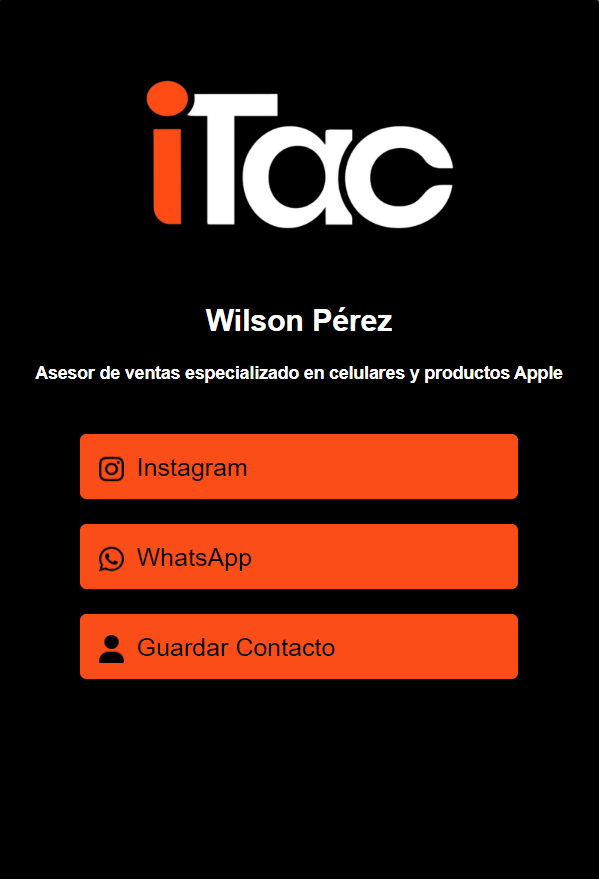 iTac
Wilson Pérez
Asesor de ventas especializado en celulares y productos Apple
Instagram
WhatsApp
Guardar Contacto